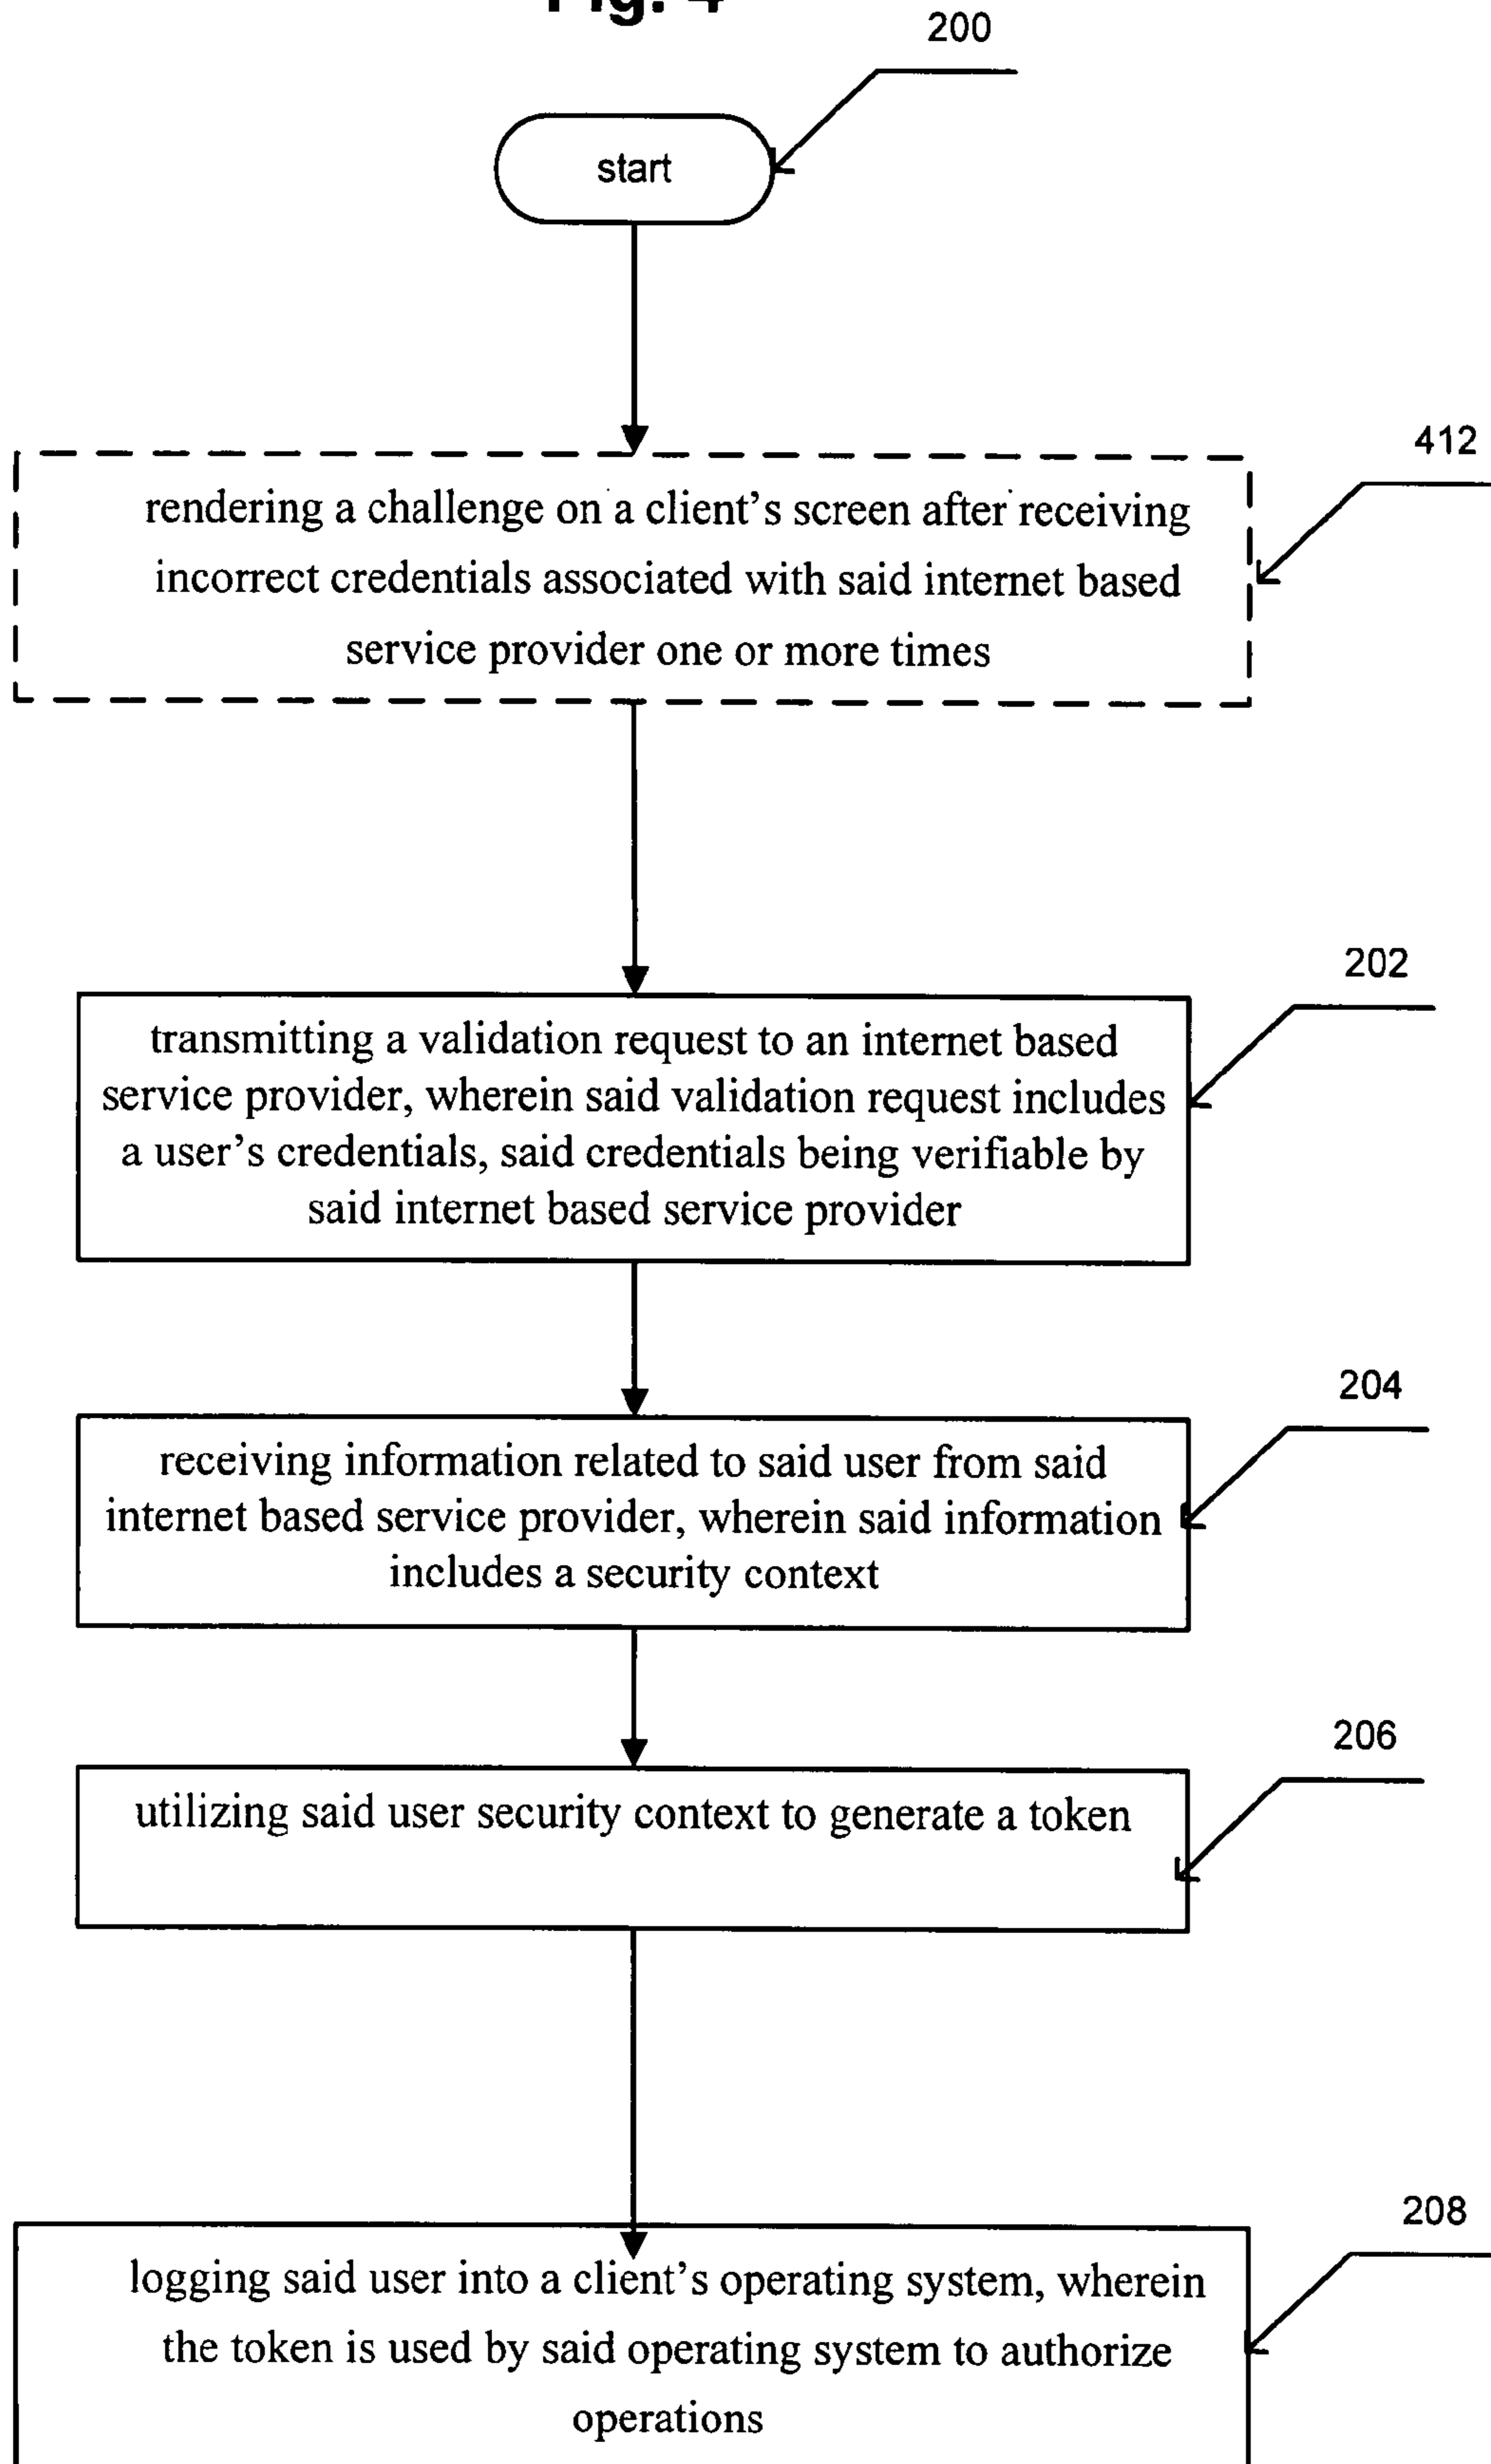 Fig. 4
200
start
412
rendering a challenge on a client's screen after receiving
incorrect credentials associated with said internet based
service provider one or more times
202
transmitting a validation request to an internet based
service provider, wherein said validation request includes
a user's credentials, said credentials being verifiable by
said internet based service provider
204
receiving information related to said user from said
internet based service provider, wherein said information
includes a security context
206
utilizing said user security context to generate a token
208
logging said user into a client's operating system, wherein
the token is used by said operating system to authorize
operations